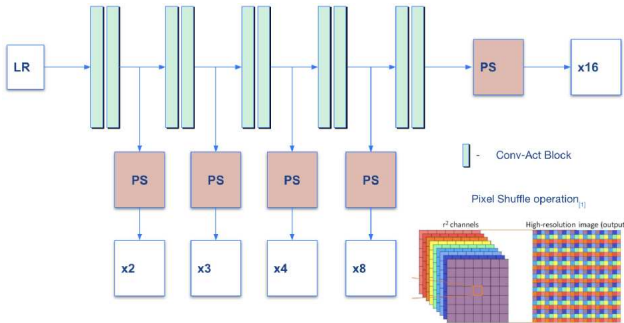 LR
PS
x16
- Conv-Act Block
PS
PS
PS
PS
Pixel Shuffle operation[1]
r² channels
High-resolution image (output
x2
x3
x4
x8